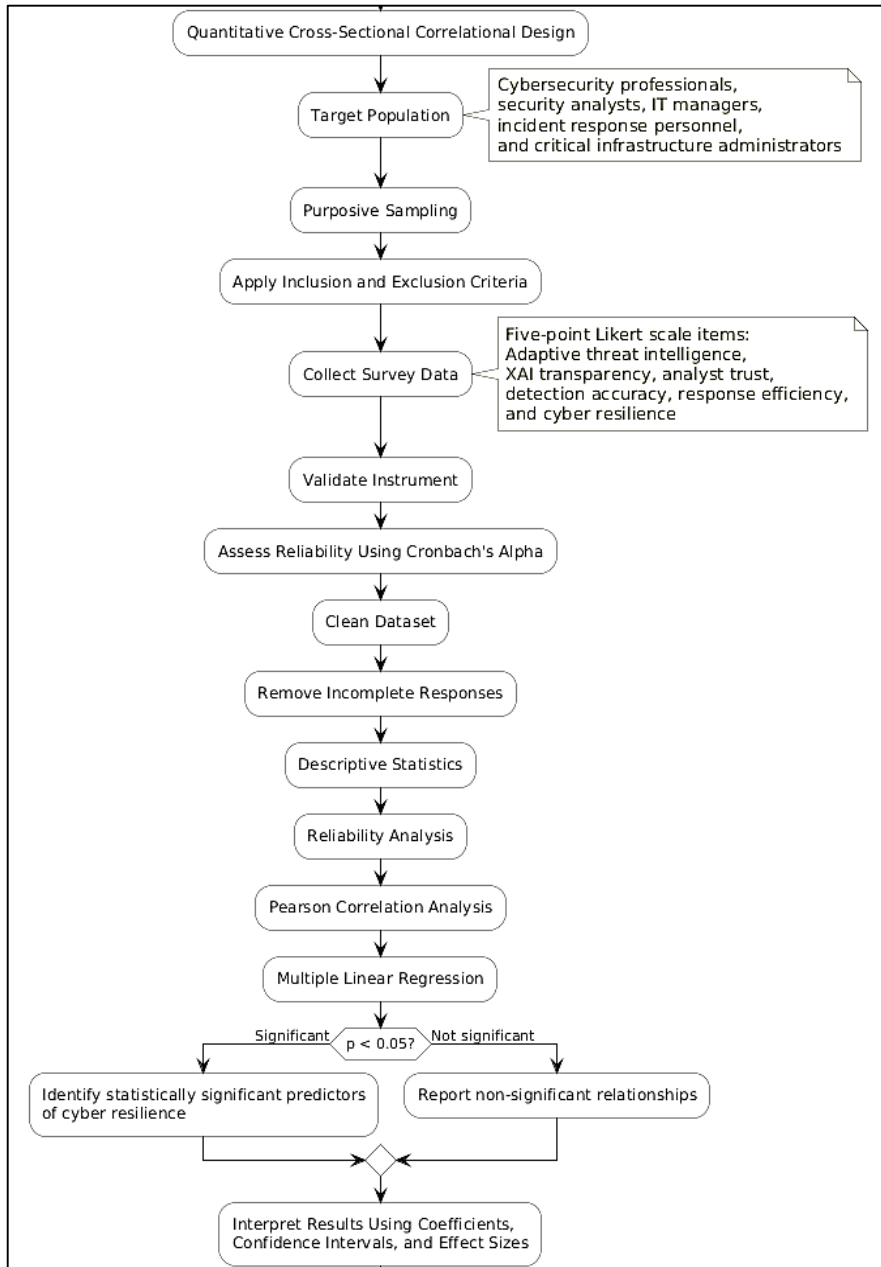 Quantitative Cross-Sectional Correlational Design
Target Population
Cybersecurity professionals,
security analysts, IT managers,
incident response personnel,
and critical infrastructure administrators
Purposive Sampling
Apply Inclusion and Exclusion Criteria
Collect Survey Data
Five-point Likert scale items:
Adaptive threat intelligence,
XAI transparency, analyst trust,
detection accuracy, response efficiency,
and cyber resilience
Validate Instrument
Assess Reliability Using Cronbach's Alpha
Clean Dataset
Remove Incomplete Responses
Descriptive Statistics
Reliability Analysis
Pearson Correlation Analysis
Multiple Linear Regression
Significant
p < 0.05?
Not significant
Identify statistically significant predictors
of cyber resilience
Report non-significant relationships
Interpret Results Using Coefficients,
Confidence Intervals, and Effect Sizes